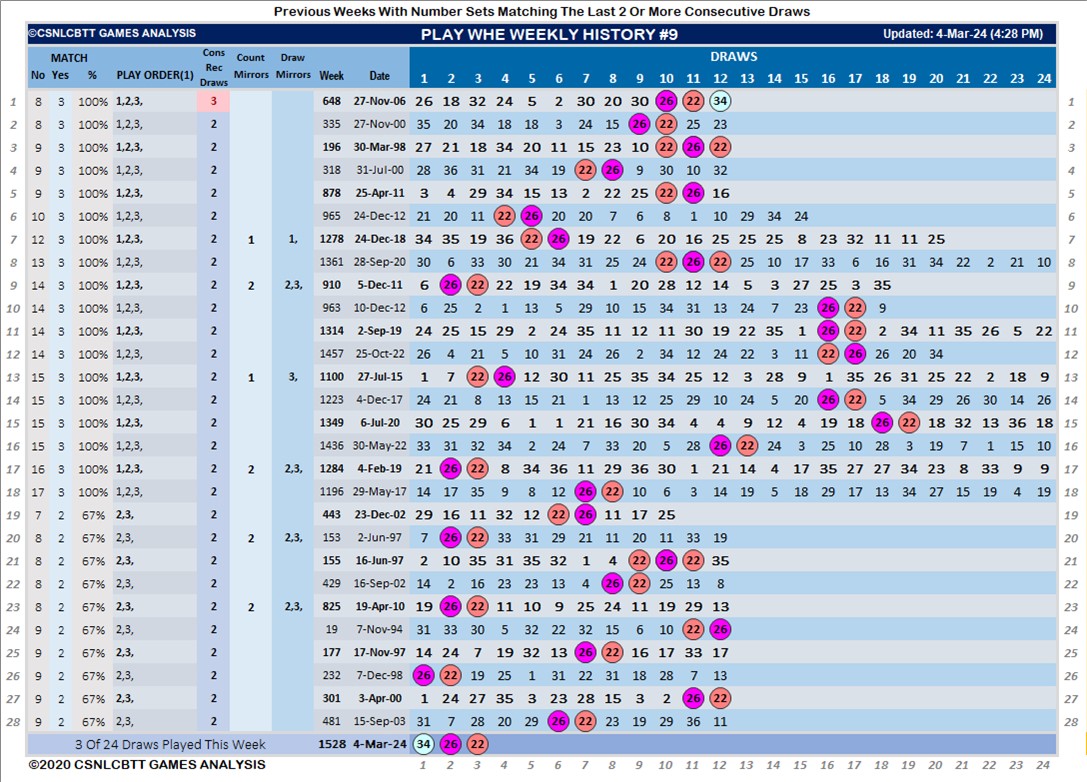 Previous Weeks With Number Sets Matching The Last 2 Or More Consecutive Draws
©CSNLCBTT GAMES ANALYSIS PLAY WHE WEEKLY HISTORY #9 Updated: 4-Mar-24 (4:28 PM)
MATCH Cons Rec Draws Count Mirrors Draw Mirrors DRAWS
No Yes % PLAY ORDER(1) Week Date 1 2 3 4 5 6 7 8 9 10 11 12 13 14 15 16 17 18 19 20 21 22 23 24
1 8 3 100% 1,2,3, 3 648 27-Nov-06 26 18 32 24 5 2 30 20 30 26 22 34 1
2 8 3 100% 1,2,3, 2 335 27-Nov-00 35 20 34 18 18 3 24 15 26 22 25 23 2
3 9 3 100% 1,2,3, 2 196 30-Mar-98 27 21 18 34 20 11 15 23 10 22 26 22 3
4 9 3 100% 1,2,3, 2 318 31-Jul-00 28 36 31 21 34 19 22 26 9 30 10 32 4
5 9 3 100% 1,2,3, 2 878 25-Apr-11 3 4 29 34 15 13 2 22 25 22 26 16 5
6 10 3 100% 1,2,3, 2 965 24-Dec-12 21 20 11 22 26 20 20 7 6 8 1 10 29 34 24 6
7 12 3 100% 1,2,3, 2 1 1, 1278 24-Dec-18 34 35 19 36 22 26 19 22 6 20 16 25 25 25 8 23 32 11 11 25 7
8 13 3 100% 1,2,3, 2 1361 28-Sep-20 30 6 33 30 21 34 31 25 24 22 26 22 25 10 17 33 6 16 31 34 22 2 21 10 8
9 14 3 100% 1,2,3, 2 2 2,3, 910 5-Dec-11 6 26 22 19 34 34 1 20 28 12 14 5 3 27 25 3 35 9
10 14 3 100% 1,2,3, 2 963 10-Dec-12 6 25 2 1 13 5 29 10 15 34 31 13 24 7 23 26 22 9 10
11 14 3 100% 1,2,3, 2 1314 2-Sep-19 24 25 15 29 2 24 35 11 12 11 30 19 22 35 1 26 22 2 34 11 35 26 5 22 11
12 14 3 100% 1,2,3, 2 1457 25-Oct-22 26 4 21 5 10 31 24 26 2 34 12 24 22 3 11 22 26 26 20 34 12
13 15 3 100% 1,2,3, 2 1 3, 1100 27-Jul-15 1 7 22 26 12 30 11 25 35 34 25 12 3 28 9 1 35 26 31 25 22 2 18 9 13
14 15 3 100% 1,2,3, 2 1223 4-Dec-17 24 21 8 13 15 21 1 13 12 25 29 10 24 5 20 26 22 5 34 29 26 30 14 26 14
15 15 3 100% 1,2,3, 2 1349 6-Jul-20 30 25 29 6 1 1 21 16 30 34 4 4 9 12 4 19 18 26 22 18 32 13 36 18 15
16 15 3 100% 1,2,3, 2 1436 30-May-22 33 31 32 34 2 24 7 33 20 5 28 26 22 24 3 25 10 28 3 19 7 1 15 10 16
17 16 3 100% 1,2,3, 2 2 2,3, 1284 4-Feb-19 21 26 22 8 34 36 11 29 36 30 1 21 14 4 17 35 27 27 34 23 8 33 9 9 17
18 17 3 100% 1,2,3, 2 1196 29-May-17 14 17 35 9 8 12 26 22 10 6 3 14 19 5 18 29 17 13 34 27 15 19 4 19 18
19 7 2 67% 2,3, 2 443 23-Dec-02 29 16 11 32 12 22 26 11 17 25 19
20 8 2 67% 2,3, 2 2 2,3, 153 2-Jun-97 7 26 22 33 31 29 21 11 20 11 33 19 20
21 8 2 67% 2,3, 2 155 16-Jun-97 2 10 35 31 35 32 1 4 22 26 22 35 21
22 8 2 67% 2,3, 2 429 16-Sep-02 14 2 16 23 23 13 4 26 22 25 13 8 22
23 8 2 67% 2,3, 2 2 2,3, 825 19-Apr-10 19 26 22 11 10 9 25 24 11 19 29 13 23
24 9 2 67% 2,3, 2 19 7-Nov-94 31 33 30 5 32 22 32 15 6 10 22 26 24
25 9 2 67% 2,3, 2 177 17-Nov-97 14 24 7 19 32 13 26 22 16 17 33 17 25
26 9 2 67% 2,3, 2 232 7-Dec-98 26 22 19 25 1 31 22 31 18 28 7 13 26
27 9 2 67% 2,3, 2 301 3-Apr-00 1 24 27 35 3 23 28 15 3 2 26 22 27
28 9 2 67% 2,3, 2 481 15-Sep-03 31 7 28 20 29 26 22 23 19 29 36 11 28
3 Of 24 Draws Played This Week 1528 4-Mar-24 34 26 22
©2020 CSNLCBTT GAMES ANALYSIS 1 2 3 4 5 6 7 8 9 10 11 12 13 14 15 16 17 18 19 20 21 22 23 24